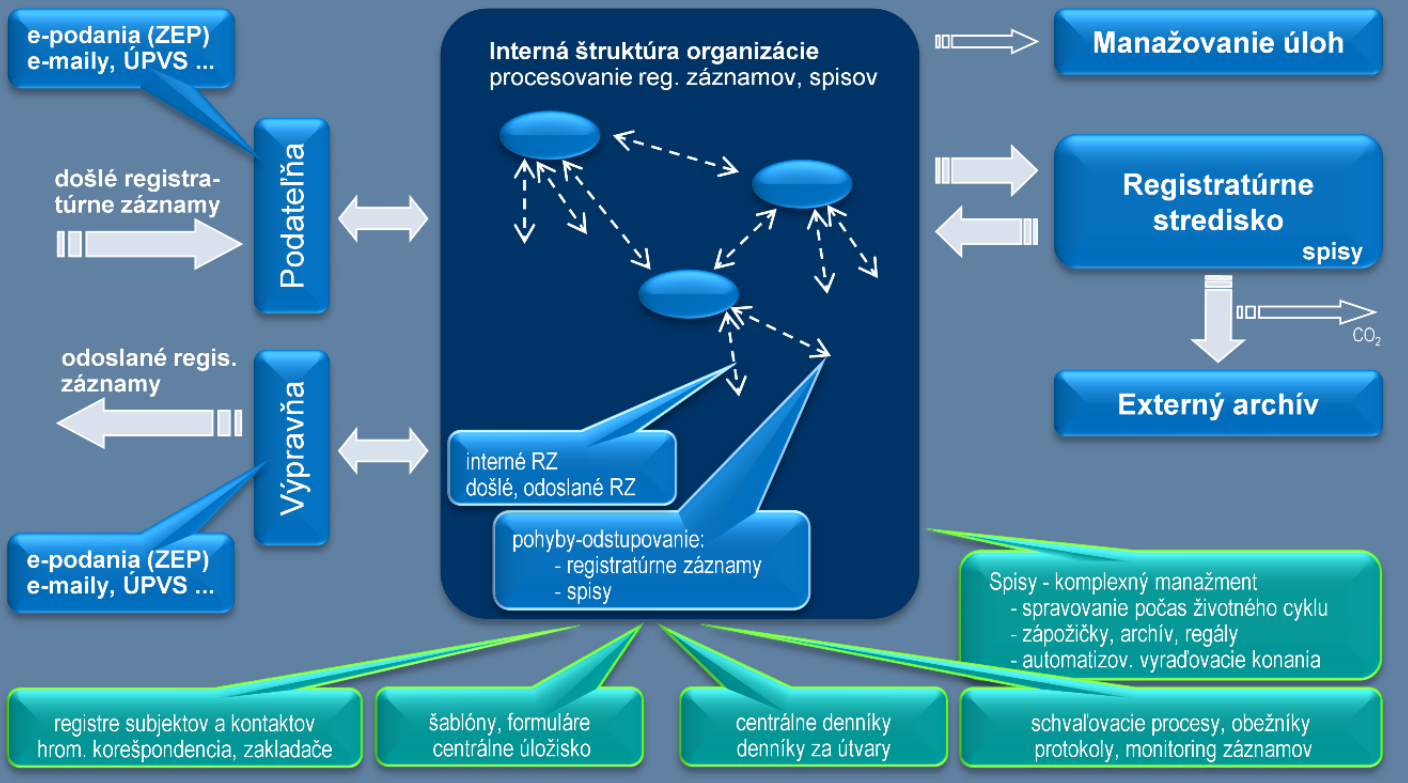 e-podania (ZEP)
e-maily, ÚPVS ...
došlé registra-
túrne záznamy
Podateľňa
odoslané regis.
záznamy
Výpravňa
e-podania (ZEP)
e-maily, ÚPVS ...
Interná štruktúra organizácie
procesovanie reg. záznamov, spisov
interné RZ
došlé, odoslané RZ
pohyby-odstupovanie:
- registratúrne záznamy
- spisy
Manažovanie úloh
Registratúrne
stredisko
spisy
CO2
Externý archív
Spisy - komplexný manažment
- spravovanie počas životného cyklu
- zápožičky, archív, regály
- automatizov. vyraďovacie konania
registre subjektov a kontaktov
hrom. korešpondencia, zakladače
šablóny, formuláre
centrálne úložisko
centrálne denníky
denníky za útvary
schvaľovacie procesy, obežníky
protokoly, monitoring záznamov